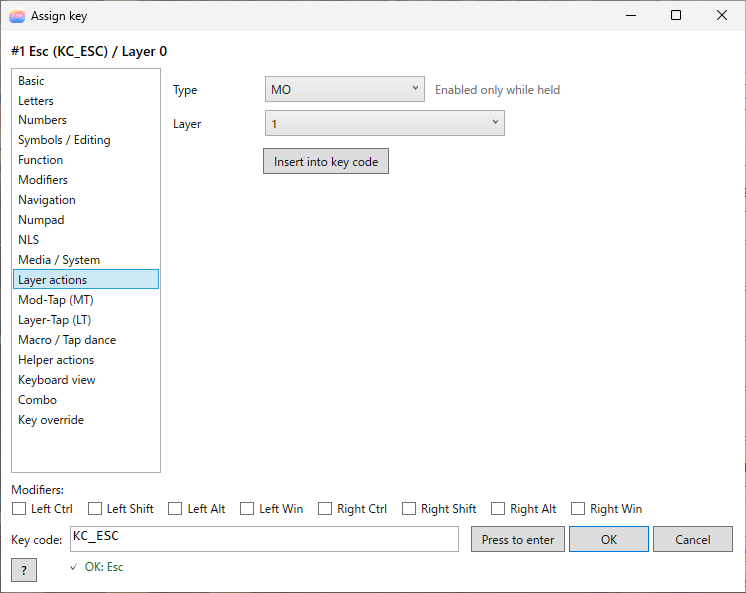 Assign key
#1 Esc (KC_ESC) / Layer 0
Basic
Letters
Numbers
Symbols / Editing
Function
Modifiers
Navigation
Numpad
NLS
Media / System
Layer actions
Mod-Tap (MT)
Layer-Tap (LT)
Macro / Tap dance
Helper actions
Keyboard view
Combo
Key override
Type MO Enabled only while held
Layer 1
Insert into key code
Modifiers:
Left Ctrl Left Shift Left Alt Left Win Right Ctrl Right Shift Right Alt Right Win
Key code: KC_ESC Press to enter OK Cancel
? ✓ OK: Esc